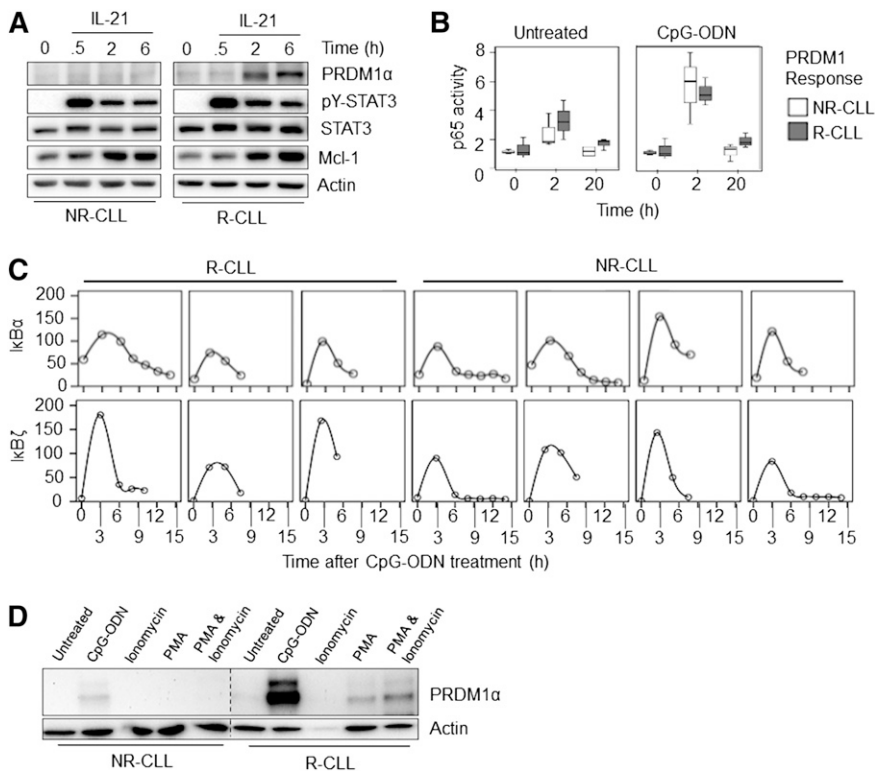 A
IL-21 IL-21
0 .5 2 6 0 .5 2 6 Time (h)
PRDM1α
pY-STAT3
STAT3
Mcl-1
Actin
NR-CLL R-CLL
B
Untreated CpG-ODN
p65 activity
8
6
4
2
0
0 2 20 0 2 20
Time (h)
PRDM1
Response
NR-CLL
R-CLL
C
R-CLL NR-CLL
IκBα
200
150
100
50
0
IκBζ
200
150
100
50
0
0 6 12 0 6 12 0 6 12 0 6 12 0 6 12 0 6 12 0 6 12
3 9 15 3 9 15 3 9 15 3 9 15 3 9 15 3 9 15 3 9 15
Time after CpG-ODN treatment (h)
D
Untreated
CpG-ODN
Ionomycin
PMA
PMA &
Ionomycin
Untreated
CpG-ODN
Ionomycin
PMA
PMA &
Ionomycin
PRDM1α
Actin
NR-CLL R-CLL